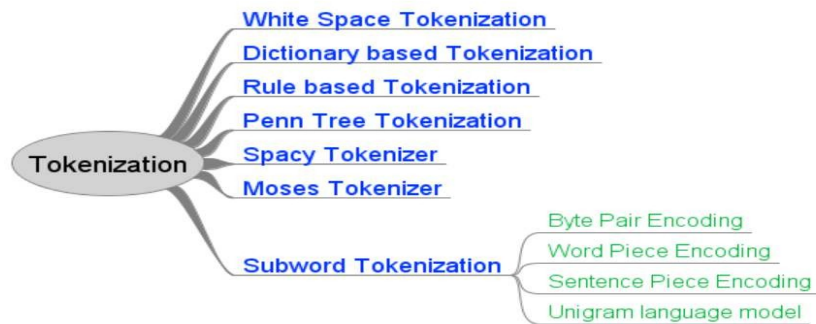 White Space Tokenization
Dictionary based Tokenization
Rule based Tokenization
Penn Tree Tokenization
Tokenization
Spacy Tokenizer
Moses Tokenizer
Subword Tokenization
Byte Pair Encoding
Word Piece Encoding
Sentence Piece Encoding
Unigram language model